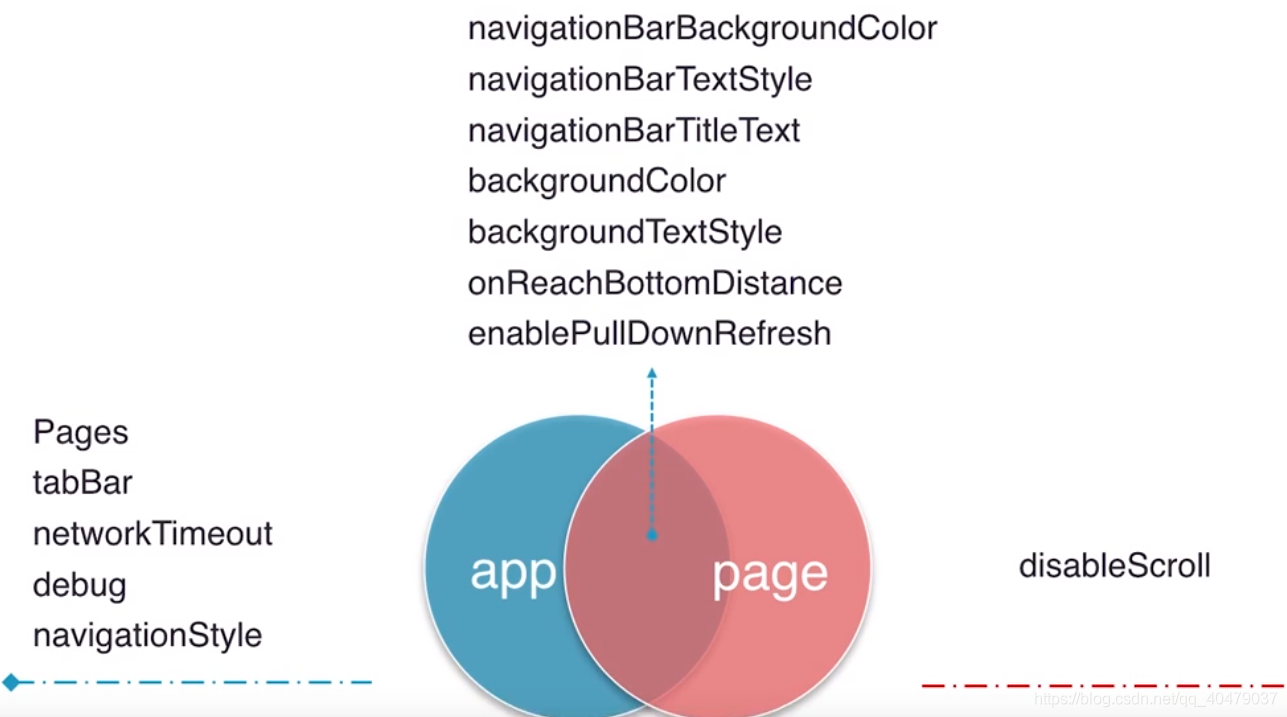 navigationBarBackgroundColor
navigationBarTextStyle
navigationBarTitleText
backgroundColor
backgroundTextStyle
onReachBottomDistance
enablePullDownRefresh
Pages
tabBar
networkTimeout
debug
navigationStyle
app
page
disableScroll
https://blog.csdn.net/qq_40479037